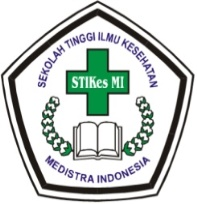 SEKOLAH TINGGI ILMU KESEHATAN
STIKes MI
MEDISTRA INDONESIA